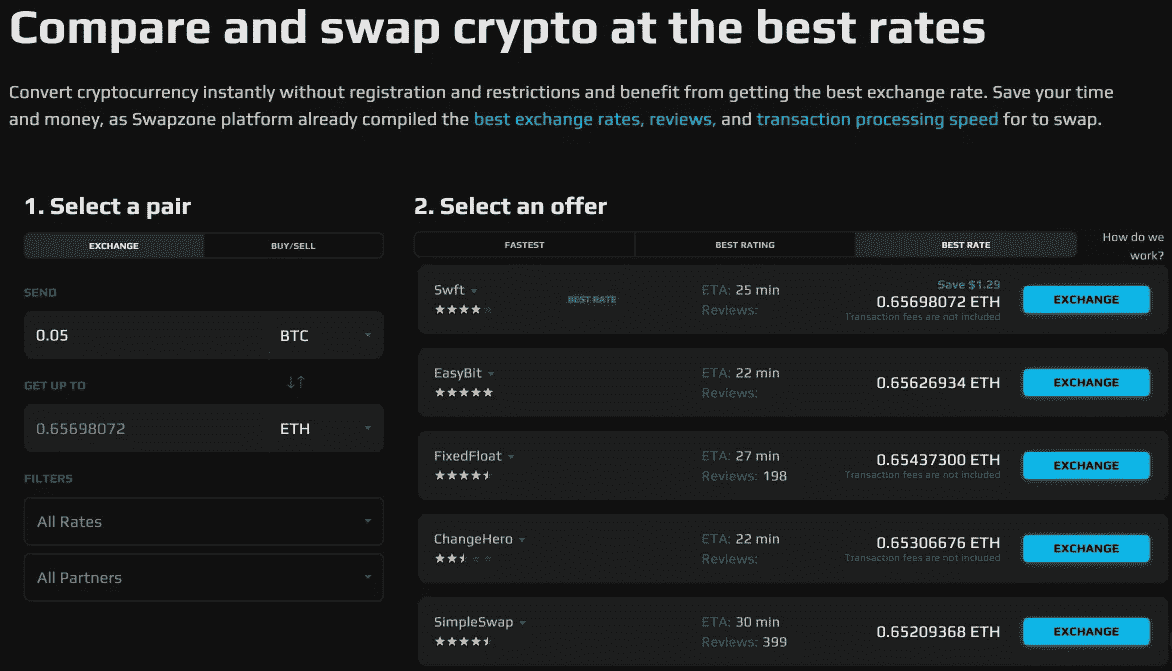 Compare and swap crypto at the best rates
Convert cryptocurrency instantly without registration and restrictions and benefit from getting the best exchange rate. Save your time
and money, as Swapzone platform already compiled the best exchange rates, reviews, and transaction processing speed for to swap.
1. Select a pair
EXCHANGE
BUY/SELL
SEND
0.05
BTC
GET UP TO
0.65698072
ETH
FILTERS
All Rates
All Partners
2. Select an offer
FASTEST
BEST RATING
BEST RATE
How do we
work?
Swft
BEST RATE
ETA: 25 min
Reviews:
Save $1.29
0.65698072 ETH
Transaction fees are not included
EXCHANGE
EasyBit
ETA: 22 min
Reviews:
0.65626934 ETH
EXCHANGE
FixedFloat
ETA: 27 min
Reviews: 198
0.65437300 ETH
Transaction fees are not included
EXCHANGE
ChangeHero
ETA: 22 min
Reviews:
0.65306676 ETH
Transaction fees are not included
EXCHANGE
SimpleSwap
ETA: 30 min
Reviews: 399
0.65209368 ETH
EXCHANGE